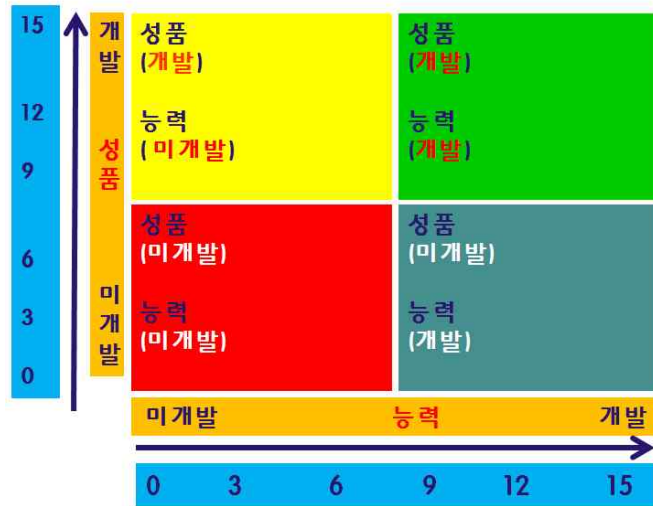 15
12
9
6
3
0
개발
성품
미개발
성품
(개발)
능력
(미개발)
성품
(개발)
능력
(개발)
성품
(미개발)
능력
(미개발)
성품
(미개발)
능력
(개발)
미개발 능력 개발
0 3 6 9 12 15